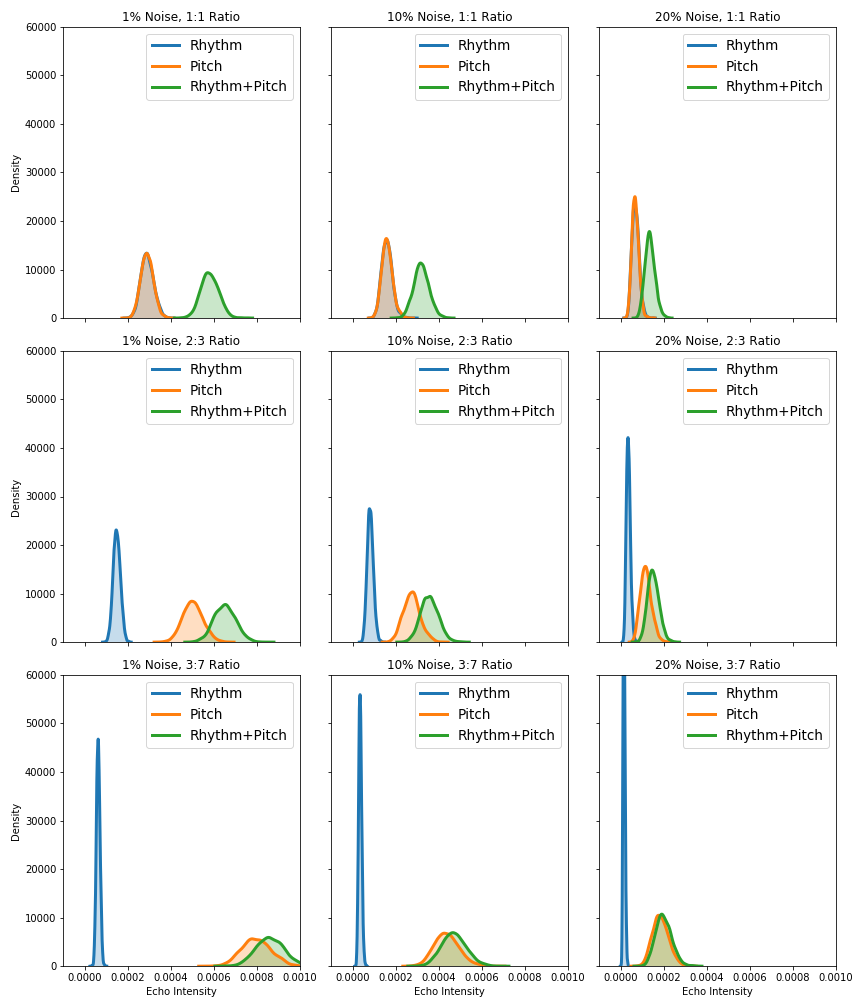 1% Noise, 1:1 Ratio
10% Noise, 1:1 Ratio
20% Noise, 1:1 Ratio
60000
50000
40000
30000
20000
10000
0
Density
Rhythm
Pitch
Rhythm+Pitch
Rhythm
Pitch
Rhythm+Pitch
Rhythm
Pitch
Rhythm+Pitch
1% Noise, 2:3 Ratio
10% Noise, 2:3 Ratio
20% Noise, 2:3 Ratio
60000
50000
40000
30000
20000
10000
0
Density
Rhythm
Pitch
Rhythm+Pitch
Rhythm
Pitch
Rhythm+Pitch
Rhythm
Pitch
Rhythm+Pitch
1% Noise, 3:7 Ratio
10% Noise, 3:7 Ratio
20% Noise, 3:7 Ratio
60000
50000
40000
30000
20000
10000
0
Density
Rhythm
Pitch
Rhythm+Pitch
Rhythm
Pitch
Rhythm+Pitch
Rhythm
Pitch
Rhythm+Pitch
0.0000 0.0002 0.0004 0.0006 0.0008 0.0010
Echo Intensity
0.0000 0.0002 0.0004 0.0006 0.0008 0.0010
Echo Intensity
0.0000 0.0002 0.0004 0.0006 0.0008 0.0010
Echo Intensity